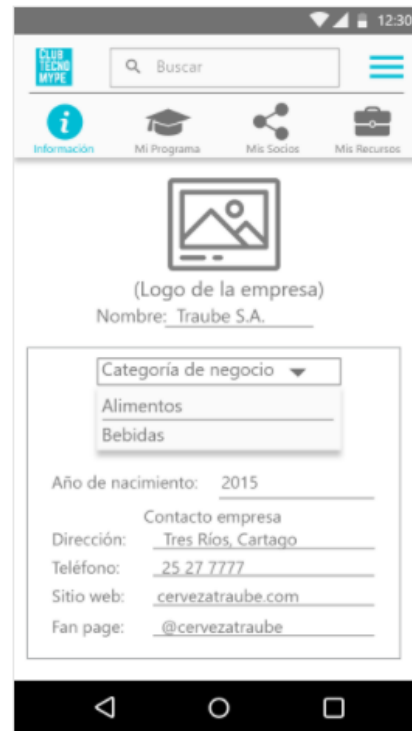 12:30
CLUB
TECNO
MYPE
Buscar
Información Mi Programa Mis Socios Mis Recursos
(Logo de la empresa)
Nombre: Traube S.A.
Categoría de negocio
Alimentos
Bebidas
Año de nacimiento: 2015
Contacto empresa
Dirección: Tres Ríos, Cartago
Teléfono: 25 27 7777
Sitio web: cervezatraube.com
Fan page: @cervezatraube